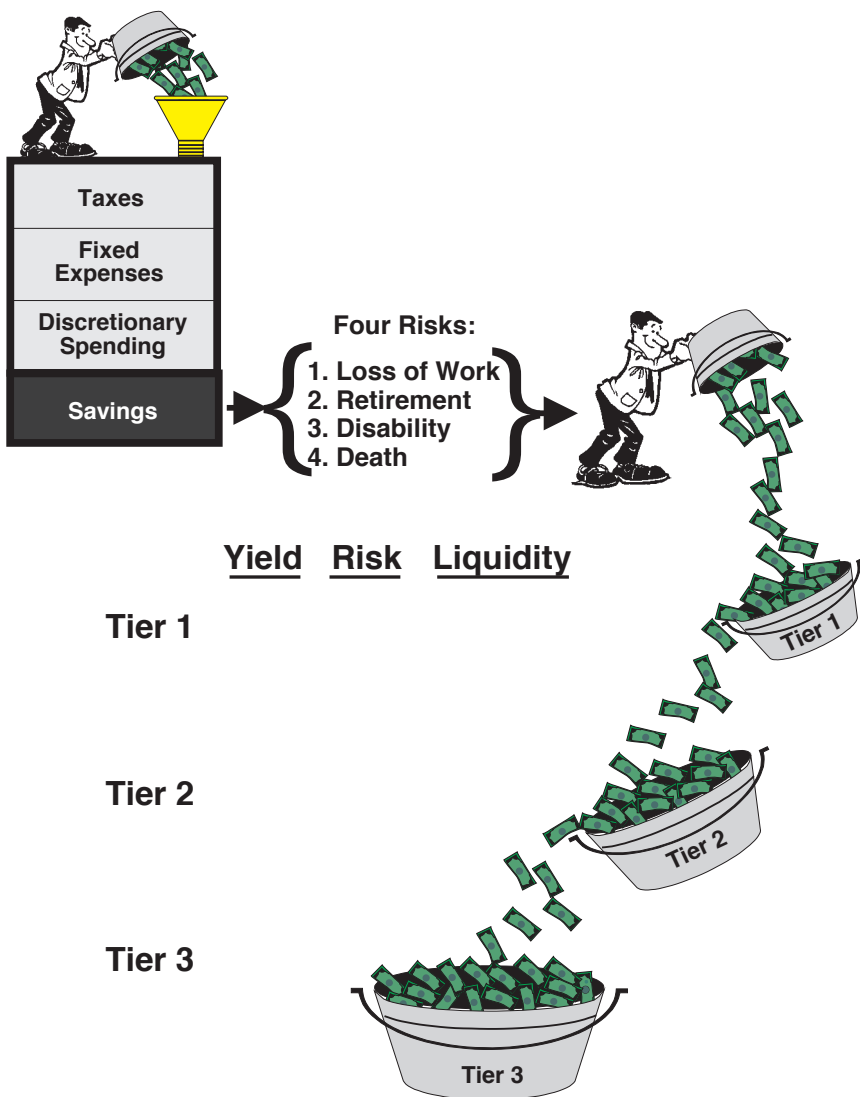 Taxes
Fixed
Expenses
Discretionary
Spending
Savings
Four Risks:
1. Loss of Work
2. Retirement
3. Disability
4. Death
Yield Risk Liquidity
Tier 1
Tier 1
Tier 2
Tier 2
Tier 3
Tier 3